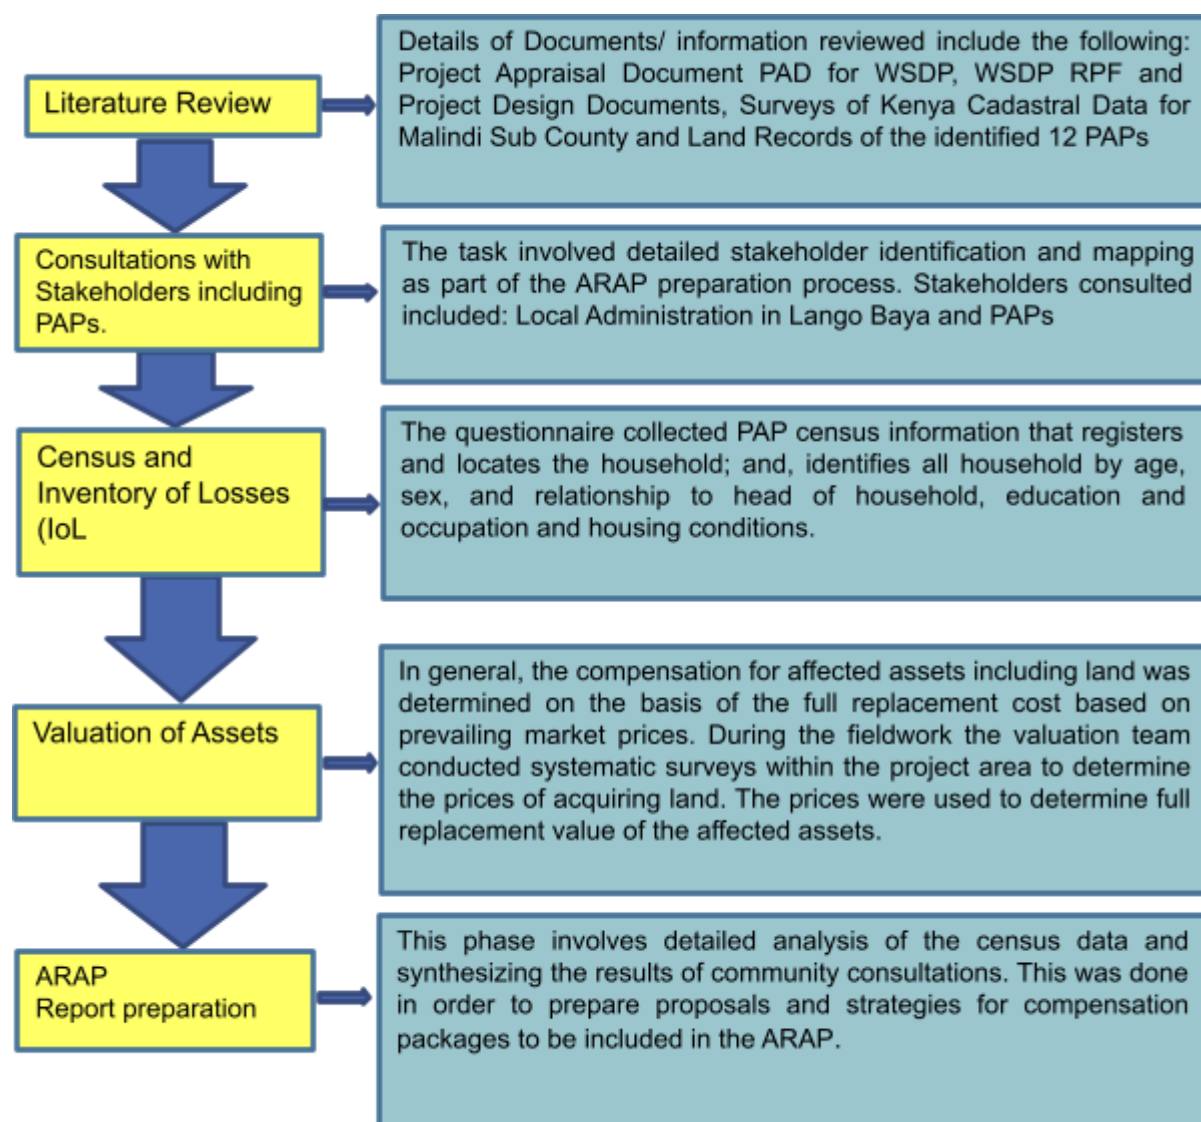 Literature Review
Details of Documents/ information reviewed include the following:
Project Appraisal Document PAD for WSDP, WSDP RPF and
Project Design Documents, Surveys of Kenya Cadastral Data for
Malindi Sub County and Land Records of the identified 12 PAPs
Consultations with
Stakeholders including
PAPs.
The task involved detailed stakeholder identification and mapping
as part of the ARAP preparation process. Stakeholders consulted
included: Local Administration in Lango Baya and PAPs
Census and
Inventory of Losses
(IoL
The questionnaire collected PAP census information that registers
and locates the household; and, identifies all household by age,
sex, and relationship to head of household, education and
occupation and housing conditions.
Valuation of Assets
In general, the compensation for affected assets including land was
determined on the basis of the full replacement cost based on
prevailing market prices. During the fieldwork the valuation team
conducted systematic surveys within the project area to determine
the prices of acquiring land. The prices were used to determine full
replacement value of the affected assets.
ARAP
Report preparation
This phase involves detailed analysis of the census data and
synthesizing the results of community consultations. This was done
in order to prepare proposals and strategies for compensation
packages to be included in the ARAP.